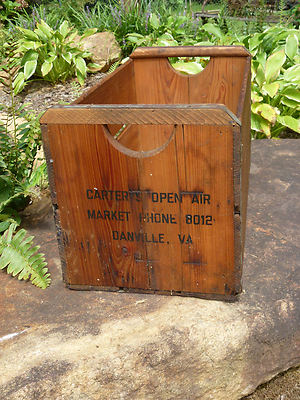 CARTER'S OPEN AIR
MARKET PHONE 8012
DANVILLE, VA